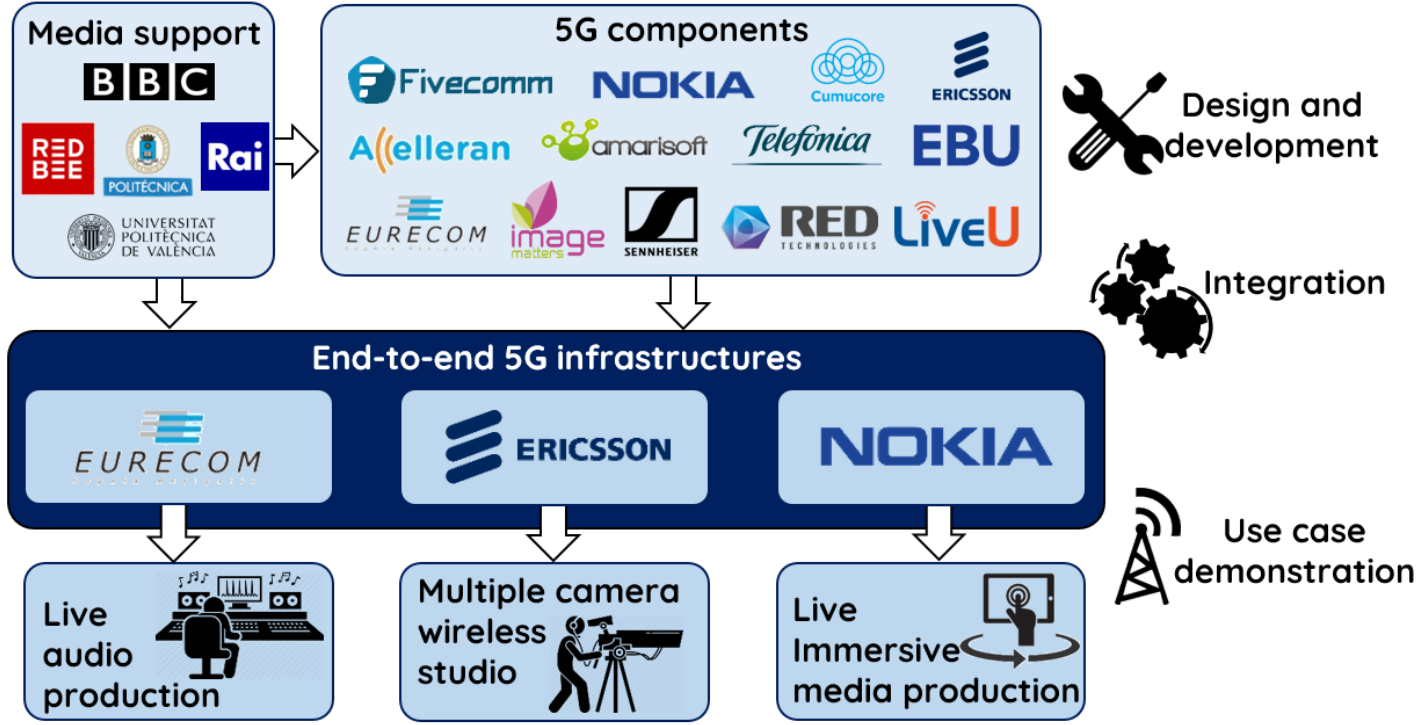 Media support
BBC
RED
BEE
POLITÉCNICA
Rai
UNIVERSITAT
POLITÈCNICA
DE VALÈNCIA
5G components
Fivecomm
NOKIA
Cumucore
ERICSSON
Accelleran
amarisoft
Telefónica
EBU
EURECOM
image
matters
SENNHEISER
RED
TECHNOLOGIES
LiveU
Design and
development
Integration
End-to-end 5G infrastructures
EURECOM
ERICSSON
NOKIA
Use case
demonstration
Live
audio
production
Multiple camera
wireless
studio
Live
Immersive
media production